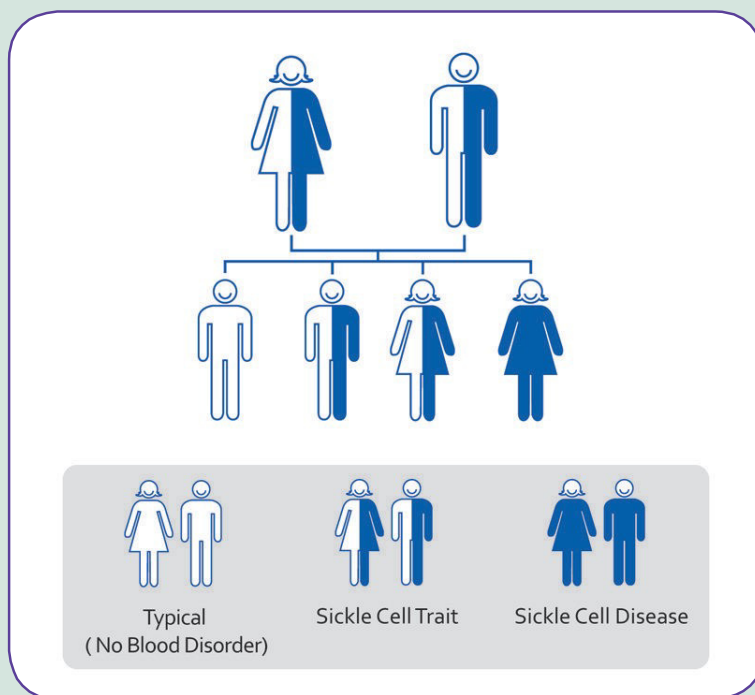 Typical
( No Blood Disorder)
Sickle Cell Trait
Sickle Cell Disease